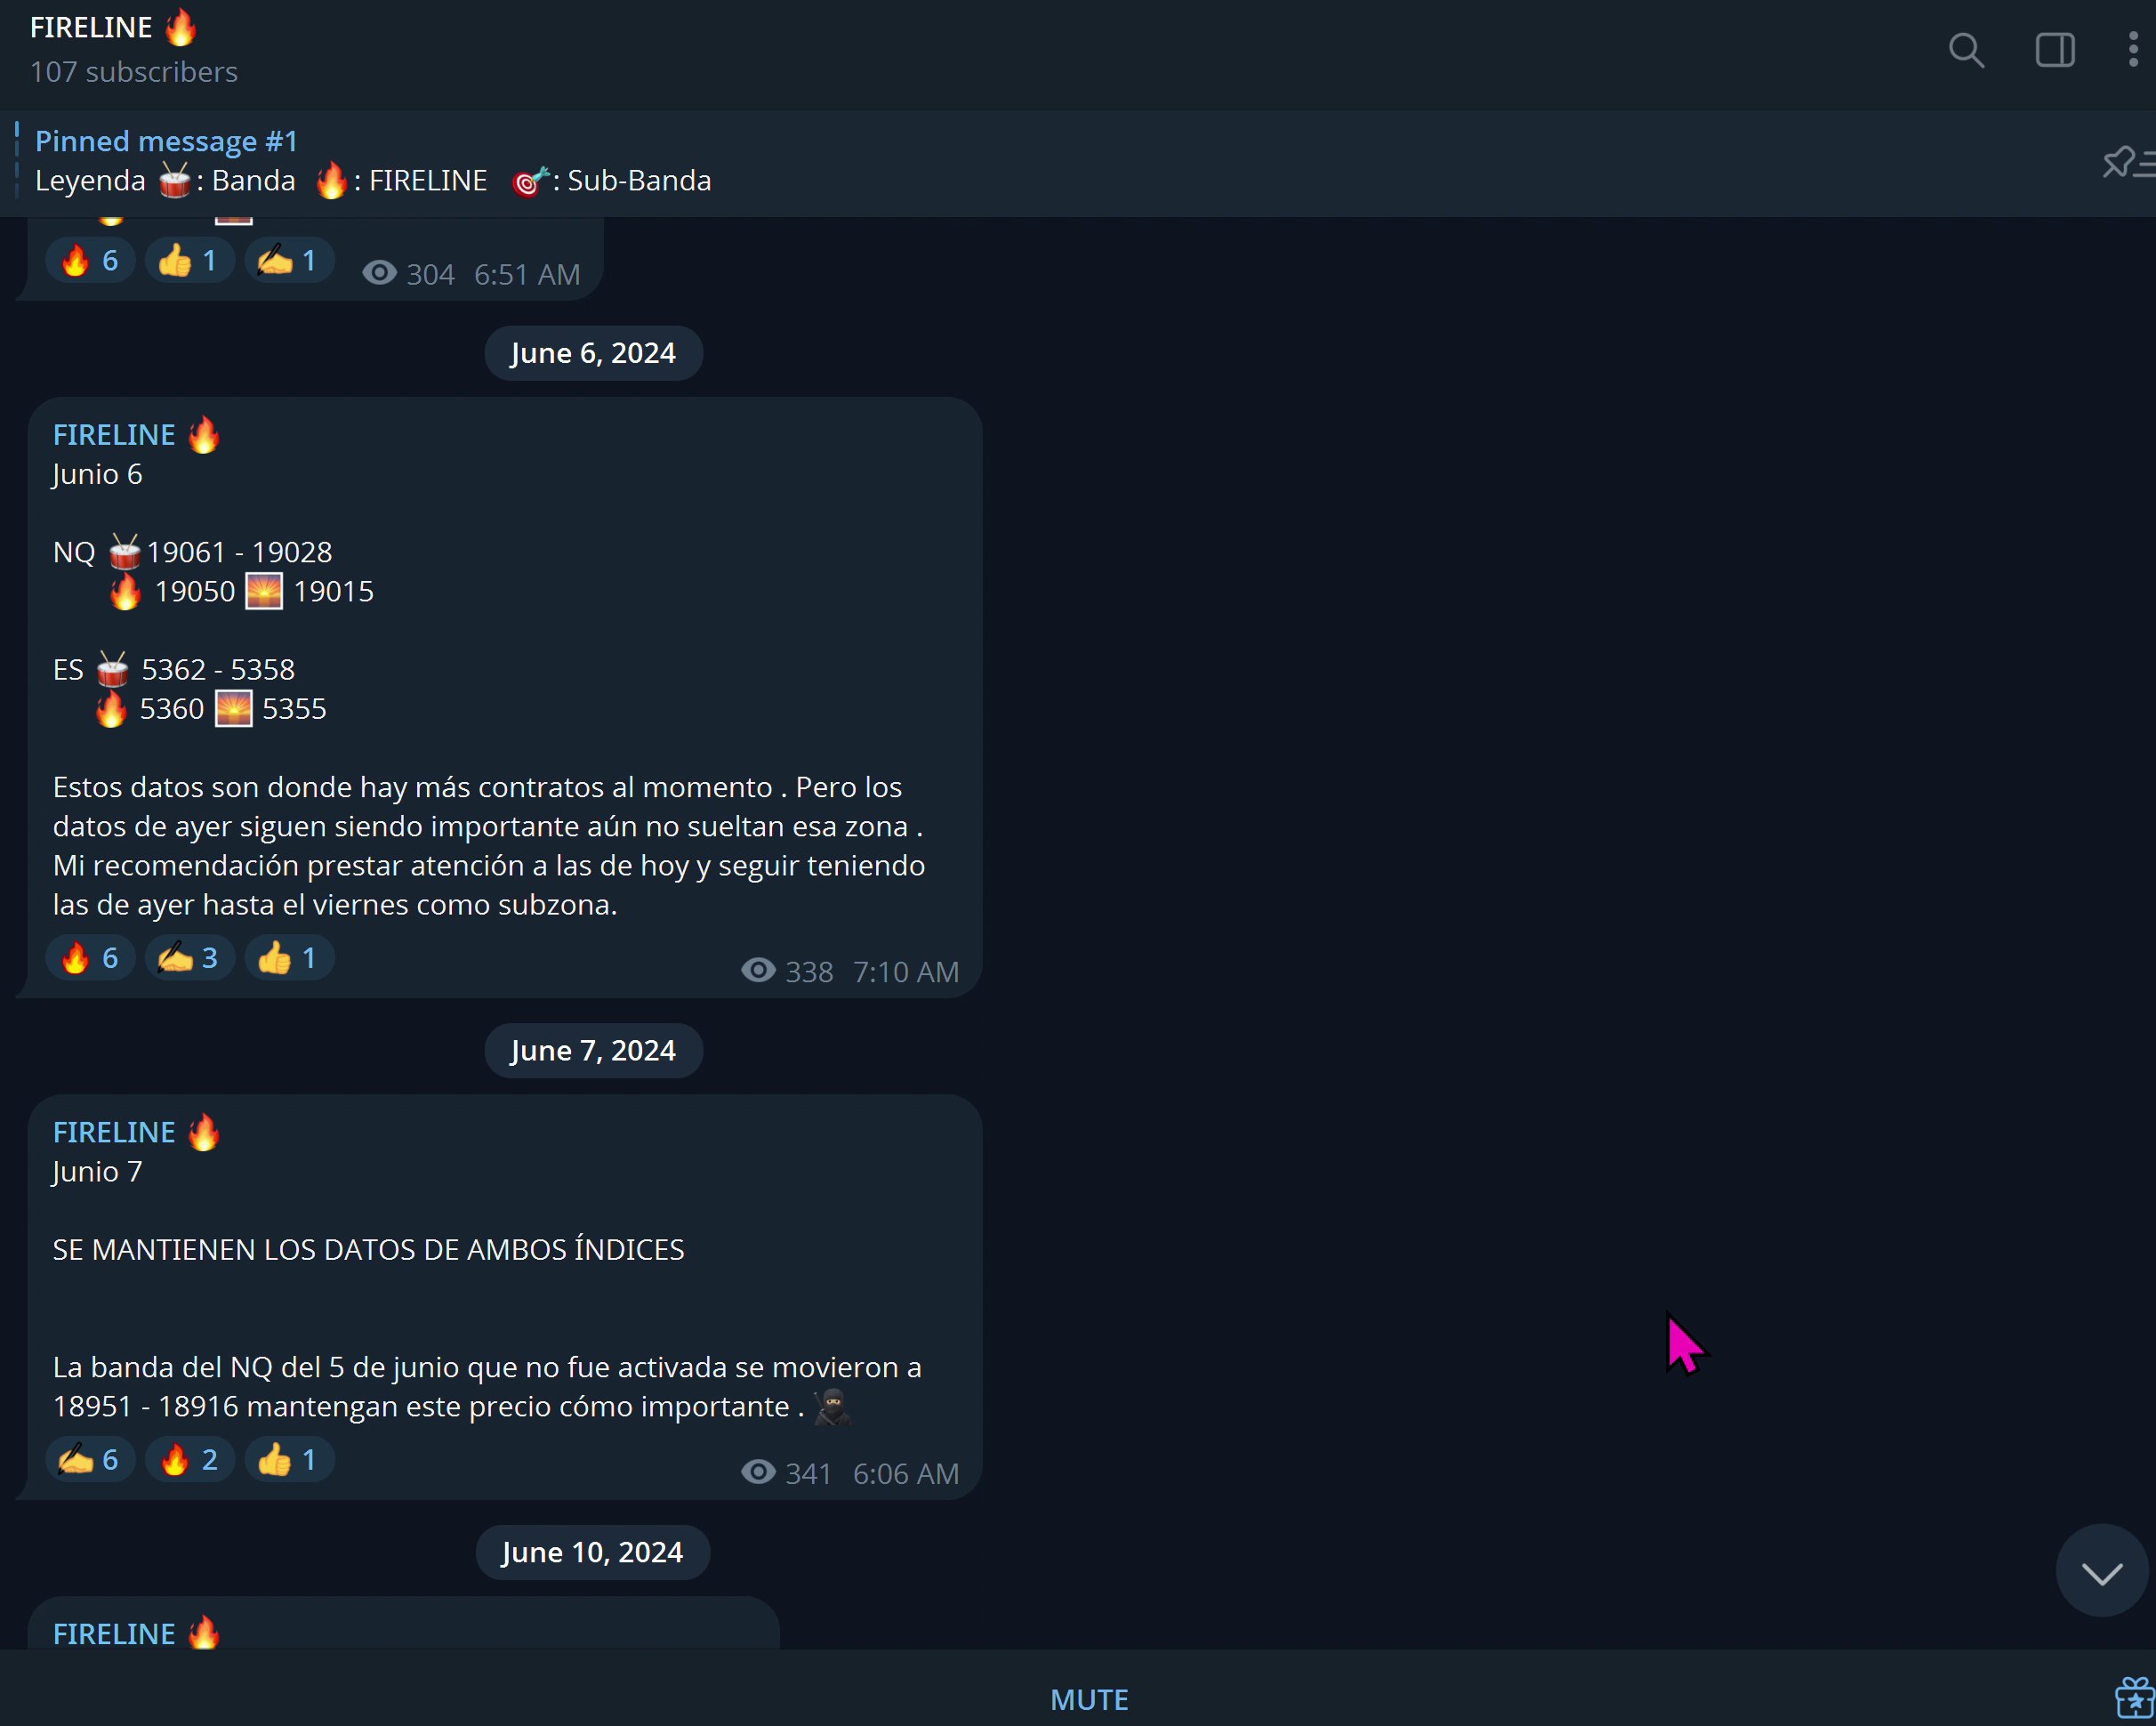 FIRELINE 🔥
107 subscribers
Pinned message #1
Leyenda 🥁: Banda 🔥: FIRELINE 🎯: Sub-Banda
🔥 6 👍 1 ✍️ 1 304 6:51 AM
June 6, 2024
FIRELINE 🔥
Junio 6
NQ 🥁19061 - 19028
🔥 19050 🌅 19015
ES 🥁 5362 - 5358
🔥 5360 🌅 5355
Estos datos son donde hay más contratos al momento . Pero los
datos de ayer siguen siendo importante aún no sueltan esa zona .
Mi recomendación prestar atención a las de hoy y seguir teniendo
las de ayer hasta el viernes como subzona.
🔥 6 ✍️ 3 👍 1 338 7:10 AM
June 7, 2024
FIRELINE 🔥
Junio 7
SE MANTIENEN LOS DATOS DE AMBOS ÍNDICES
La banda del NQ del 5 de junio que no fue activada se movieron a
18951 - 18916 mantengan este precio cómo importante . 🥷
✍️ 6 🔥 2 👍 1 341 6:06 AM
June 10, 2024
FIRELINE 🔥
MUTE